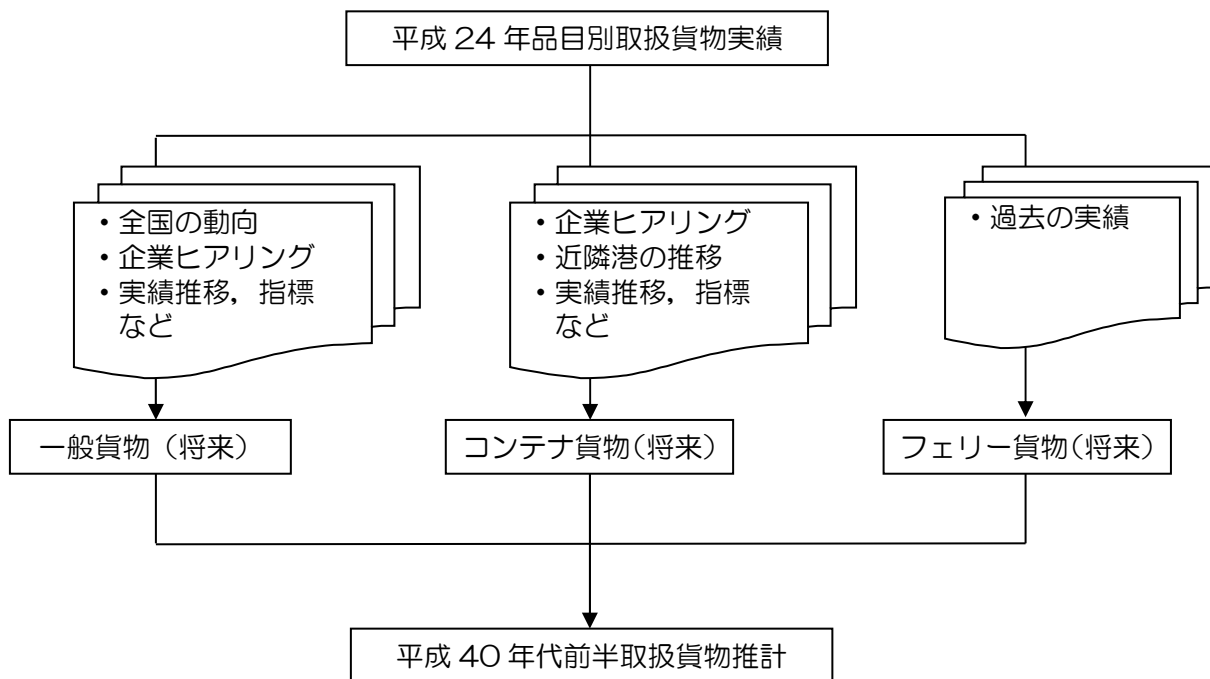 平成 24 年品目別取扱貨物実績
・全国の動向
・企業ヒアリング
・実績推移，指標
など
・企業ヒアリング
・近隣港の推移
・実績推移，指標
など
・過去の実績
一般貨物（将来）
コンテナ貨物（将来）
フェリー貨物（将来）
平成 40 年代前半取扱貨物推計